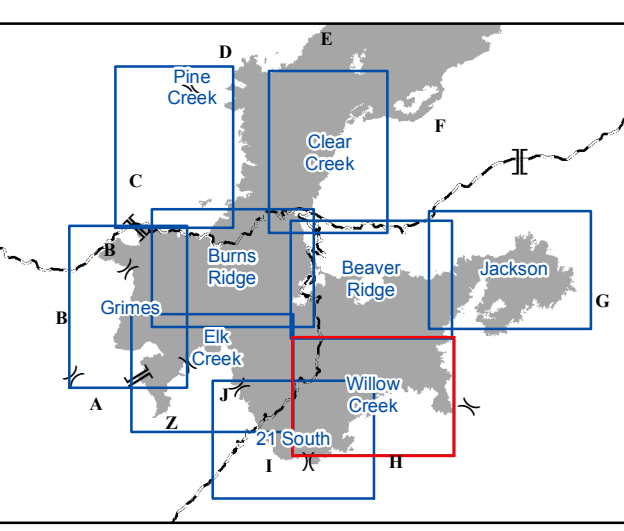 E
D
Pine
Creek
F
Clear
Creek
C
B
Burns
Ridge
Beaver
Ridge
Jackson
G
B
Grimes
Elk
Creek
J
Willow
Creek
A
Z
21 South
I
H